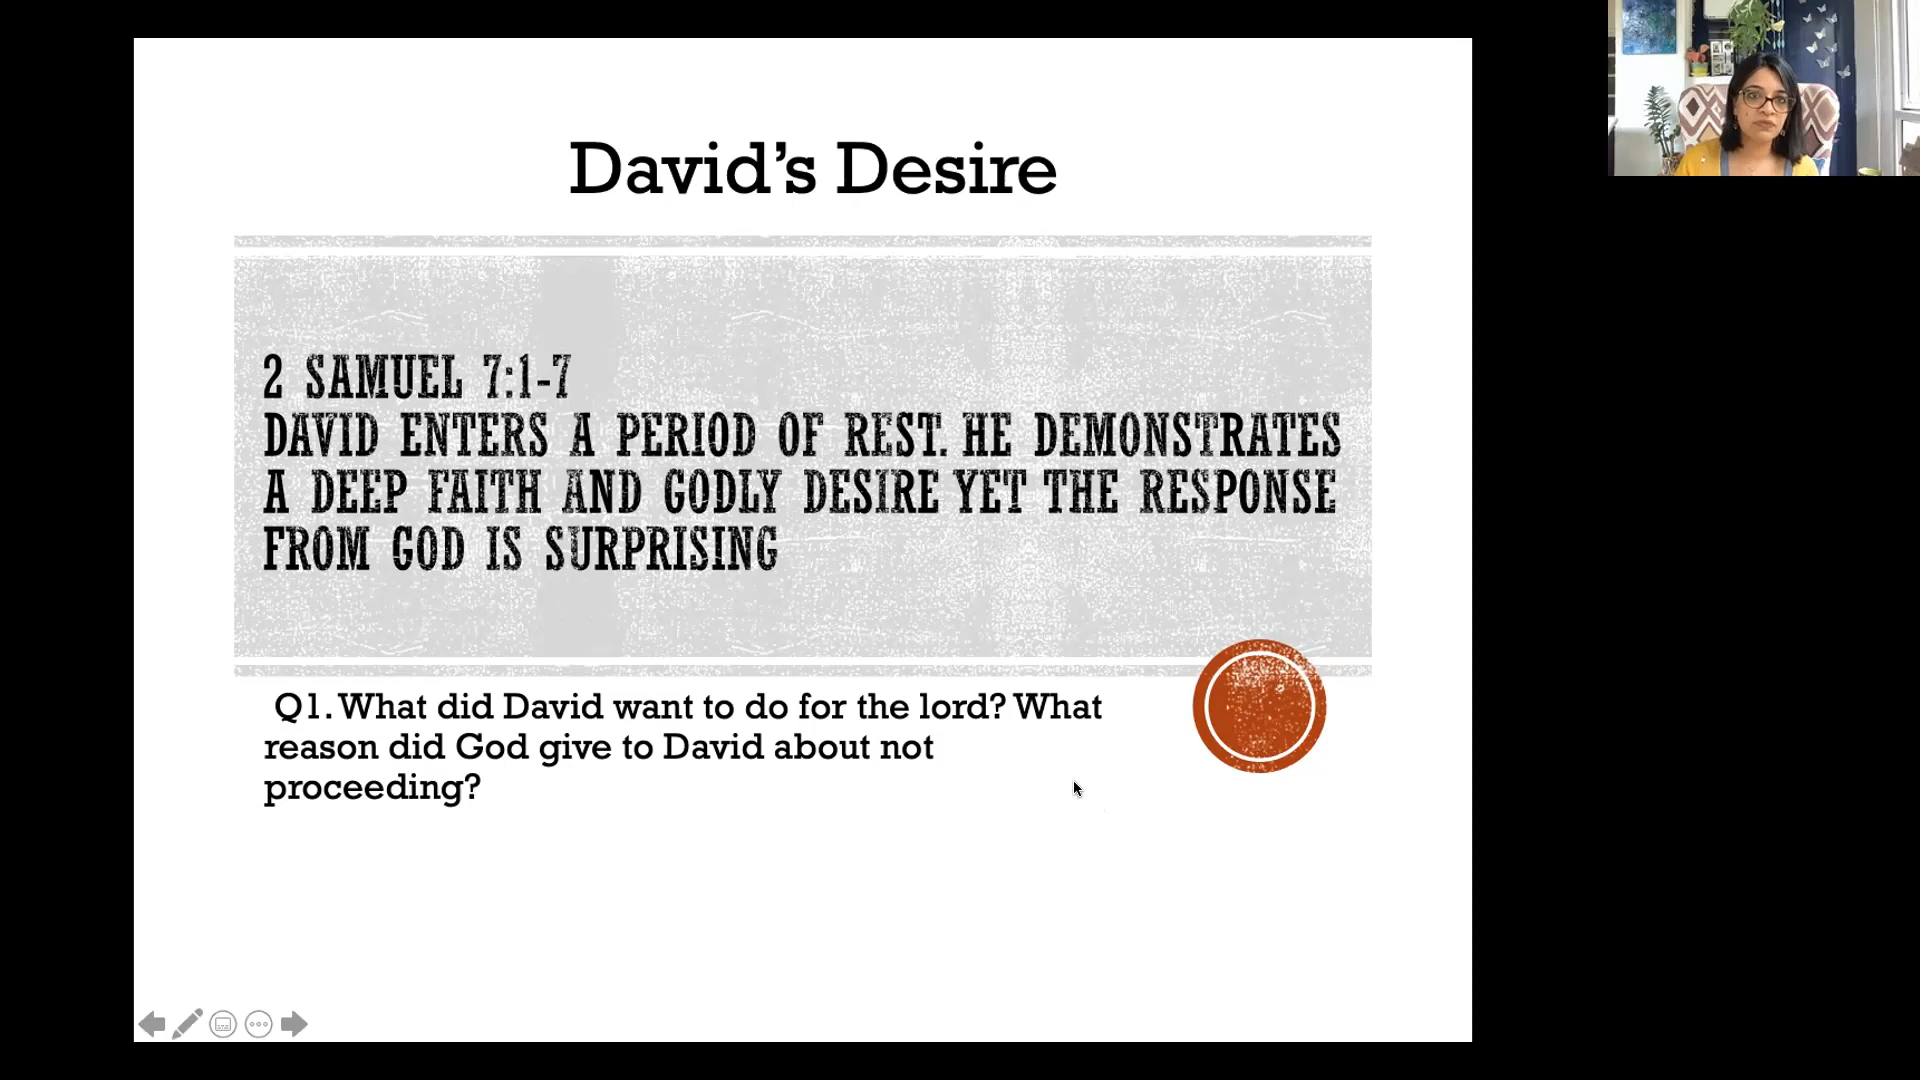 David’s Desire
2 SAMUEL 7:1-7
DAVID ENTERS A PERIOD OF REST. HE DEMONSTRATES
A DEEP FAITH AND GODLY DESIRE YET THE RESPONSE
FROM GOD IS SURPRISING
Q1. What did David want to do for the lord? What
reason did God give to David about not
proceeding?